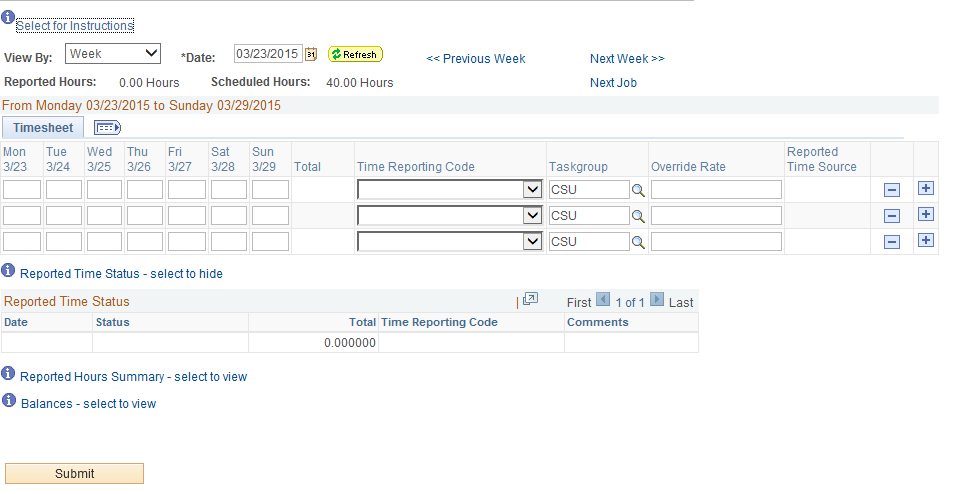 Select for Instructions
View By: Week *Date: 03/23/2015 31 Refresh << Previous Week Next Week >>
Reported Hours: 0.00 Hours Scheduled Hours: 40.00 Hours Next Job
From Monday 03/23/2015 to Sunday 03/29/2015
Timesheet
Mon 3/23 Tue 3/24 Wed 3/25 Thu 3/26 Fri 3/27 Sat 3/28 Sun 3/29 Total Time Reporting Code Taskgroup Override Rate Reported Time Source
CSU
CSU
CSU
Reported Time Status - select to hide
Reported Time Status | First 1 of 1 Last
Date Status Total Time Reporting Code Comments
0.000000
Reported Hours Summary - select to view
Balances - select to view
Submit